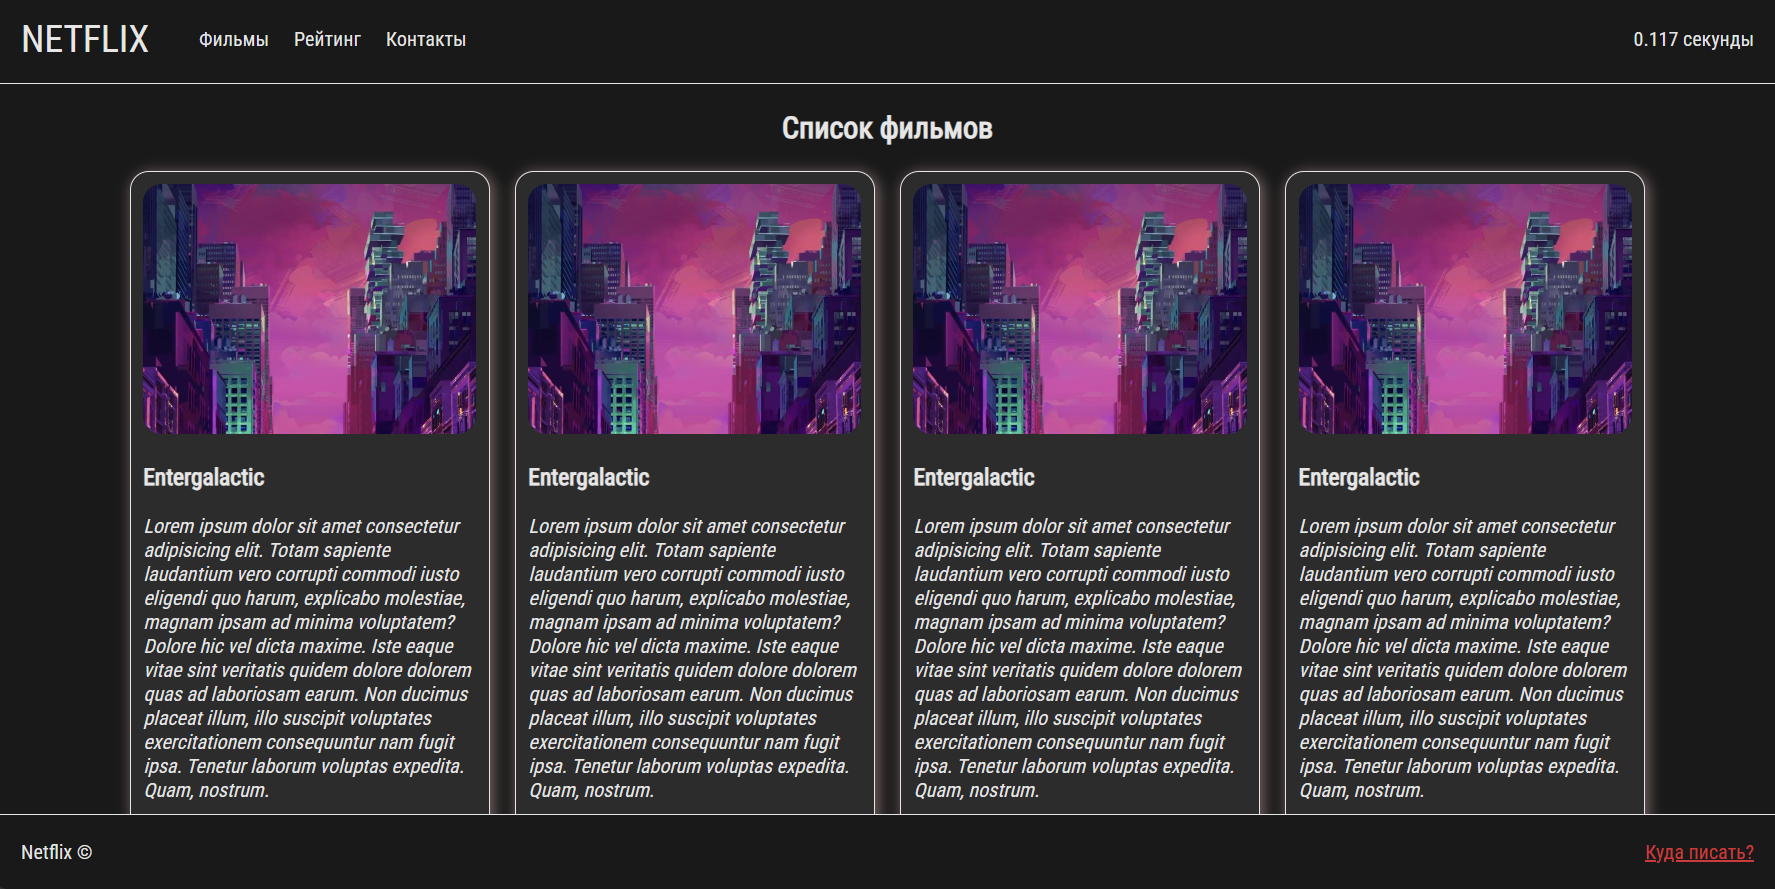 NETFLIX Фильмы Рейтинг Контакты 0.117 секунды
Список фильмов
Entergalactic
Lorem ipsum dolor sit amet consectetur
adipisicing elit. Totam sapiente
laudantium vero corrupti commodi iusto
eligendi quo harum, explicabo molestiae,
magnam ipsam ad minima voluptatem?
Dolore hic vel dicta maxime. Iste eaque
vitae sint veritatis quidem dolore dolorem
quas ad laboriosam earum. Non ducimus
placeat illum, illo suscipit voluptates
exercitationem consequuntur nam fugit
ipsa. Tenetur laborum voluptas expedita.
Quam, nostrum.
Entergalactic
Lorem ipsum dolor sit amet consectetur
adipisicing elit. Totam sapiente
laudantium vero corrupti commodi iusto
eligendi quo harum, explicabo molestiae,
magnam ipsam ad minima voluptatem?
Dolore hic vel dicta maxime. Iste eaque
vitae sint veritatis quidem dolore dolorem
quas ad laboriosam earum. Non ducimus
placeat illum, illo suscipit voluptates
exercitationem consequuntur nam fugit
ipsa. Tenetur laborum voluptas expedita.
Quam, nostrum.
Entergalactic
Lorem ipsum dolor sit amet consectetur
adipisicing elit. Totam sapiente
laudantium vero corrupti commodi iusto
eligendi quo harum, explicabo molestiae,
magnam ipsam ad minima voluptatem?
Dolore hic vel dicta maxime. Iste eaque
vitae sint veritatis quidem dolore dolorem
quas ad laboriosam earum. Non ducimus
placeat illum, illo suscipit voluptates
exercitationem consequuntur nam fugit
ipsa. Tenetur laborum voluptas expedita.
Quam, nostrum.
Entergalactic
Lorem ipsum dolor sit amet consectetur
adipisicing elit. Totam sapiente
laudantium vero corrupti commodi iusto
eligendi quo harum, explicabo molestiae,
magnam ipsam ad minima voluptatem?
Dolore hic vel dicta maxime. Iste eaque
vitae sint veritatis quidem dolore dolorem
quas ad laboriosam earum. Non ducimus
placeat illum, illo suscipit voluptates
exercitationem consequuntur nam fugit
ipsa. Tenetur laborum voluptas expedita.
Quam, nostrum.
Netflix © Куда писать?